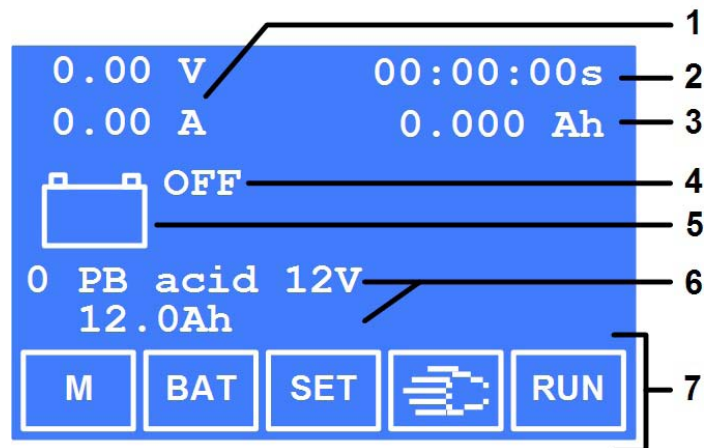 1
0.00 V 00:00:00s 2
0.00 A 0.000 Ah 3
OFF 4
5
0 PB acid 12V 6
12.0Ah
M BAT SET RUN 7